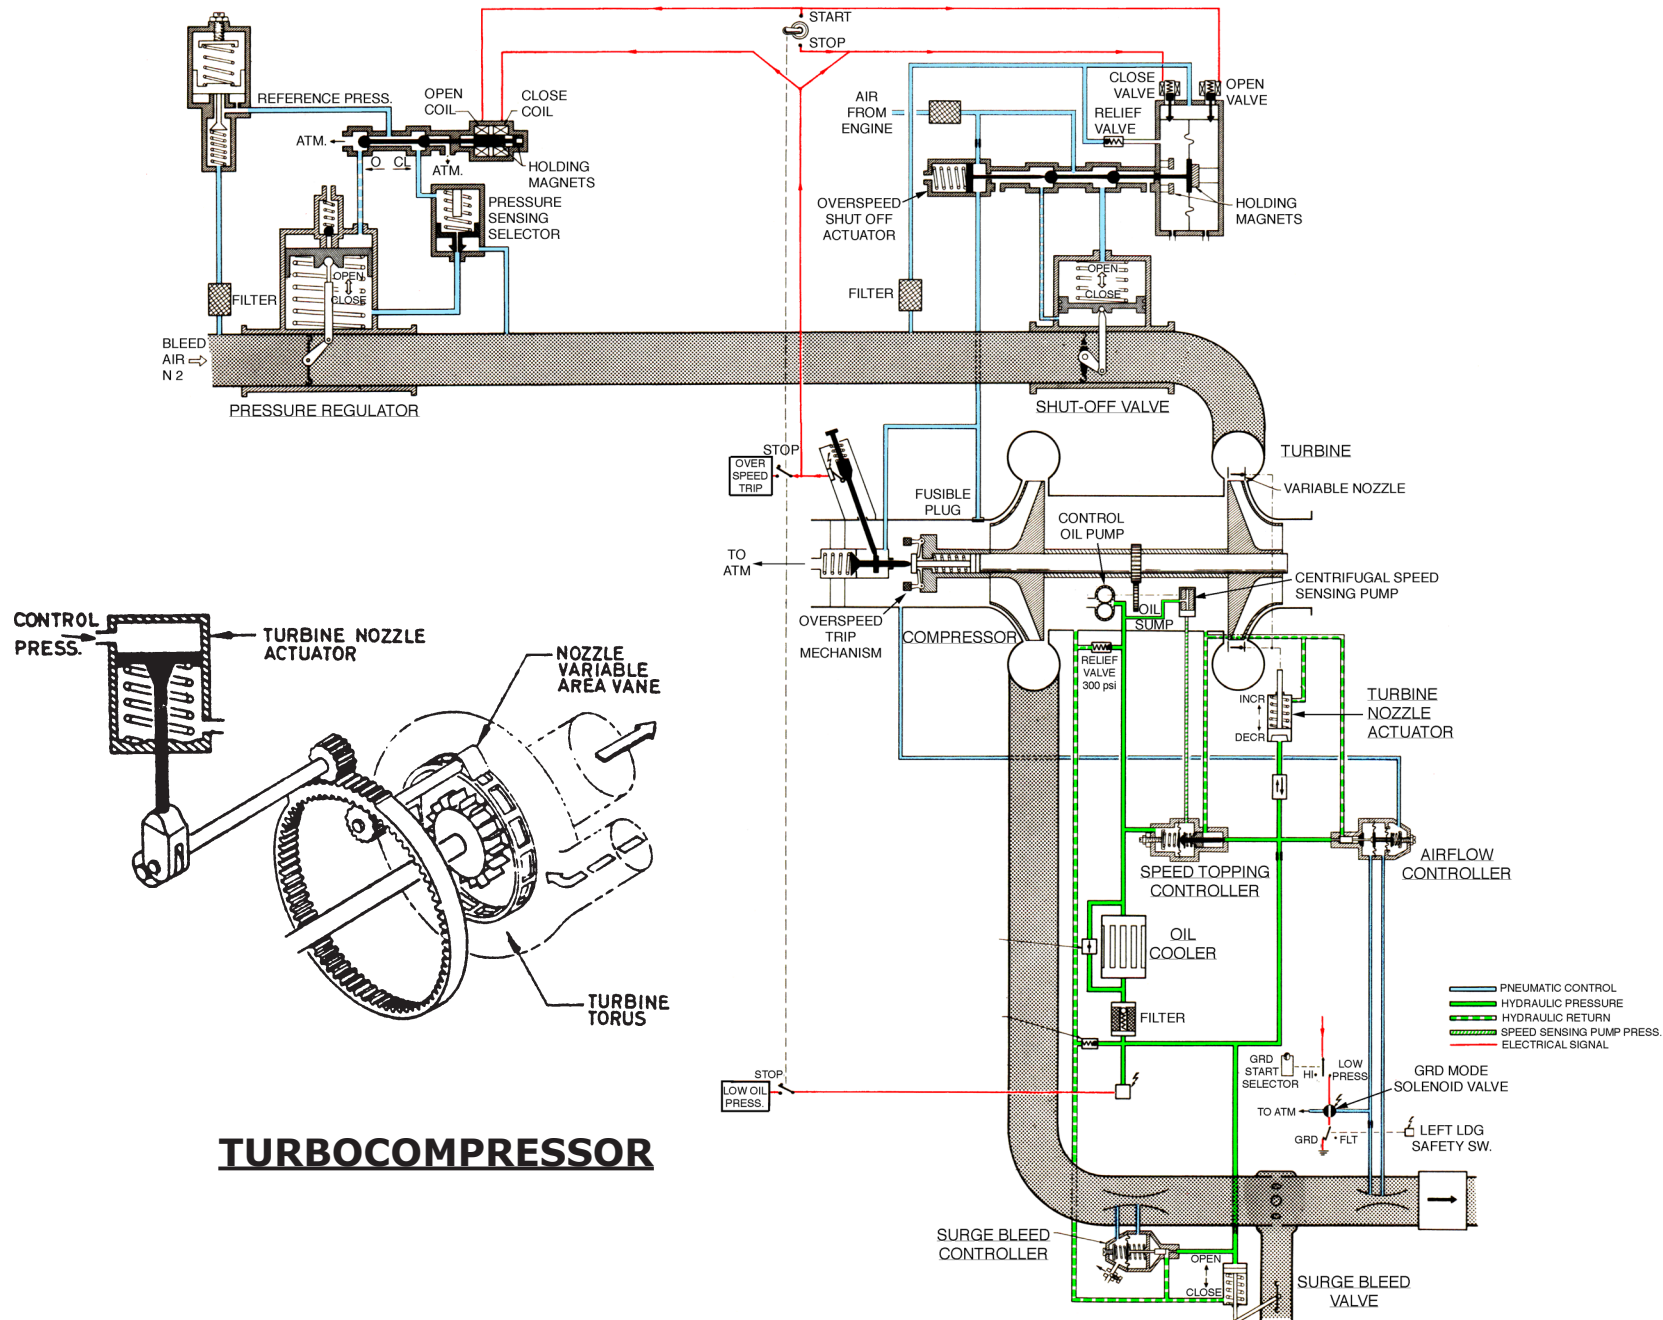 START
STOP
REFERENCE PRESS.
OPEN
COIL
CLOSE
COIL
ATM.
O
CL
ATM.
HOLDING
MAGNETS
PRESSURE
SENSING
SELECTOR
OPEN
CLOSE
FILTER
BLEED
AIR
N 2
PRESSURE REGULATOR
AIR
FROM
ENGINE
CLOSE
VALVE
OPEN
VALVE
RELIEF
VALVE
OVERSPEED
SHUT OFF
ACTUATOR
HOLDING
MAGNETS
FILTER
OPEN
CLOSE
SHUT-OFF VALVE
STOP
OVER
SPEED
TRIP
FUSIBLE
PLUG
TURBINE
VARIABLE NOZZLE
CONTROL
OIL PUMP
TO
ATM
CENTRIFUGAL SPEED
SENSING PUMP
OIL
SUMP
OVERSPEED
TRIP
MECHANISM
COMPRESSOR
RELIEF
VALVE
300 psi
INCR
DECR
TURBINE
NOZZLE
ACTUATOR
CONTROL
PRESS.
TURBINE NOZZLE
ACTUATOR
NOZZLE
VARIABLE
AREA VANE
TURBINE
TORUS
SPEED TOPPING
CONTROLLER
AIRFLOW
CONTROLLER
OIL
COOLER
FILTER
PNEUMATIC CONTROL
HYDRAULIC PRESSURE
HYDRAULIC RETURN
SPEED SENSING PUMP PRESS.
ELECTRICAL SIGNAL
STOP
LOW OIL
PRESS.
GRD
START
SELECTOR
HI
LOW
PRESS
GRD MODE
SOLENOID VALVE
TO ATM
GRD
FLT
LEFT LDG
SAFETY SW.
TURBOCOMPRESSOR
SURGE BLEED
CONTROLLER
OPEN
CLOSE
SURGE BLEED
VALVE